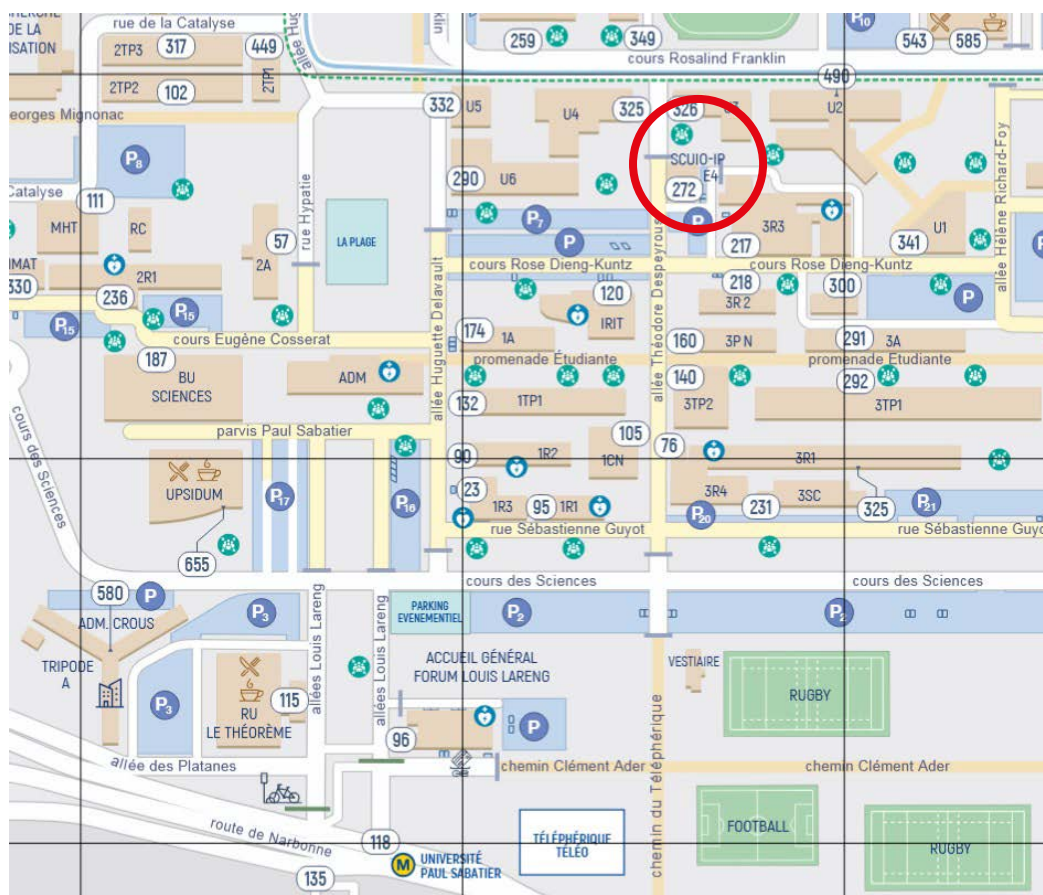 RECHERCHE
DE LA
ISATION
rue de la Catalyse
2TP3
317
449
2TP1
2TP2
102
259
349
P10
543
585
cours Rosalind Franklin
490
Georges Mignonac
332
U5
U4
325
326
U3
U2
P8
SCUIO-IP
E4
290
U6
272
Catalyse
111
MHT
RC
57
2A
rue Hypatie
LA PLAGE
P7
P
P
217
3R3
341
U1
allée Hélène Richard-Foy
330
2R1
236
P15
P15
cours Rose Dieng-Kuntz
cours Rose Dieng-Kuntz
120
IRIT
218
3R 2
300
P
allée Huguette Delavault
allée Théodore Despeyrous
cours Eugène Cosserat
174
1A
160
3P N
291
3A
187
BU
SCIENCES
ADM
promenade Étudiante
promenade Etudiante
132
1TP1
140
3TP2
292
3TP1
cours des Sciences
parvis Paul Sabatier
105
76
90
1R2
1CN
3R1
UPSIDUM
P17
P16
23
1R3
95
1R1
3R4
231
3SC
325
P21
P20
rue Sébastienne Guyot
rue Sébastienne Guyo
655
cours des Sciences
cours des Sciences
580
P
ADM. CROUS
P3
PARKING
EVENEMENTIEL
P2
P2
TRIPODE
A
P3
RU
LE THÉORÈME
115
allées Louis Lareng
allées Louis Lareng
ACCUEIL GÉNÉRAL
FORUM LOUIS LARENG
VESTIAIRE
RUGBY
96
P
allée des Platanes
chemin Clément Ader
chemin Clément Ader
chemin du Téléphérique
route de Narbonne
118
TÉLÉPHÉRIQUE
TÉLÉO
FOOTBALL
RUGBY
M
UNIVERSITÉ
PAUL SABATIER
135